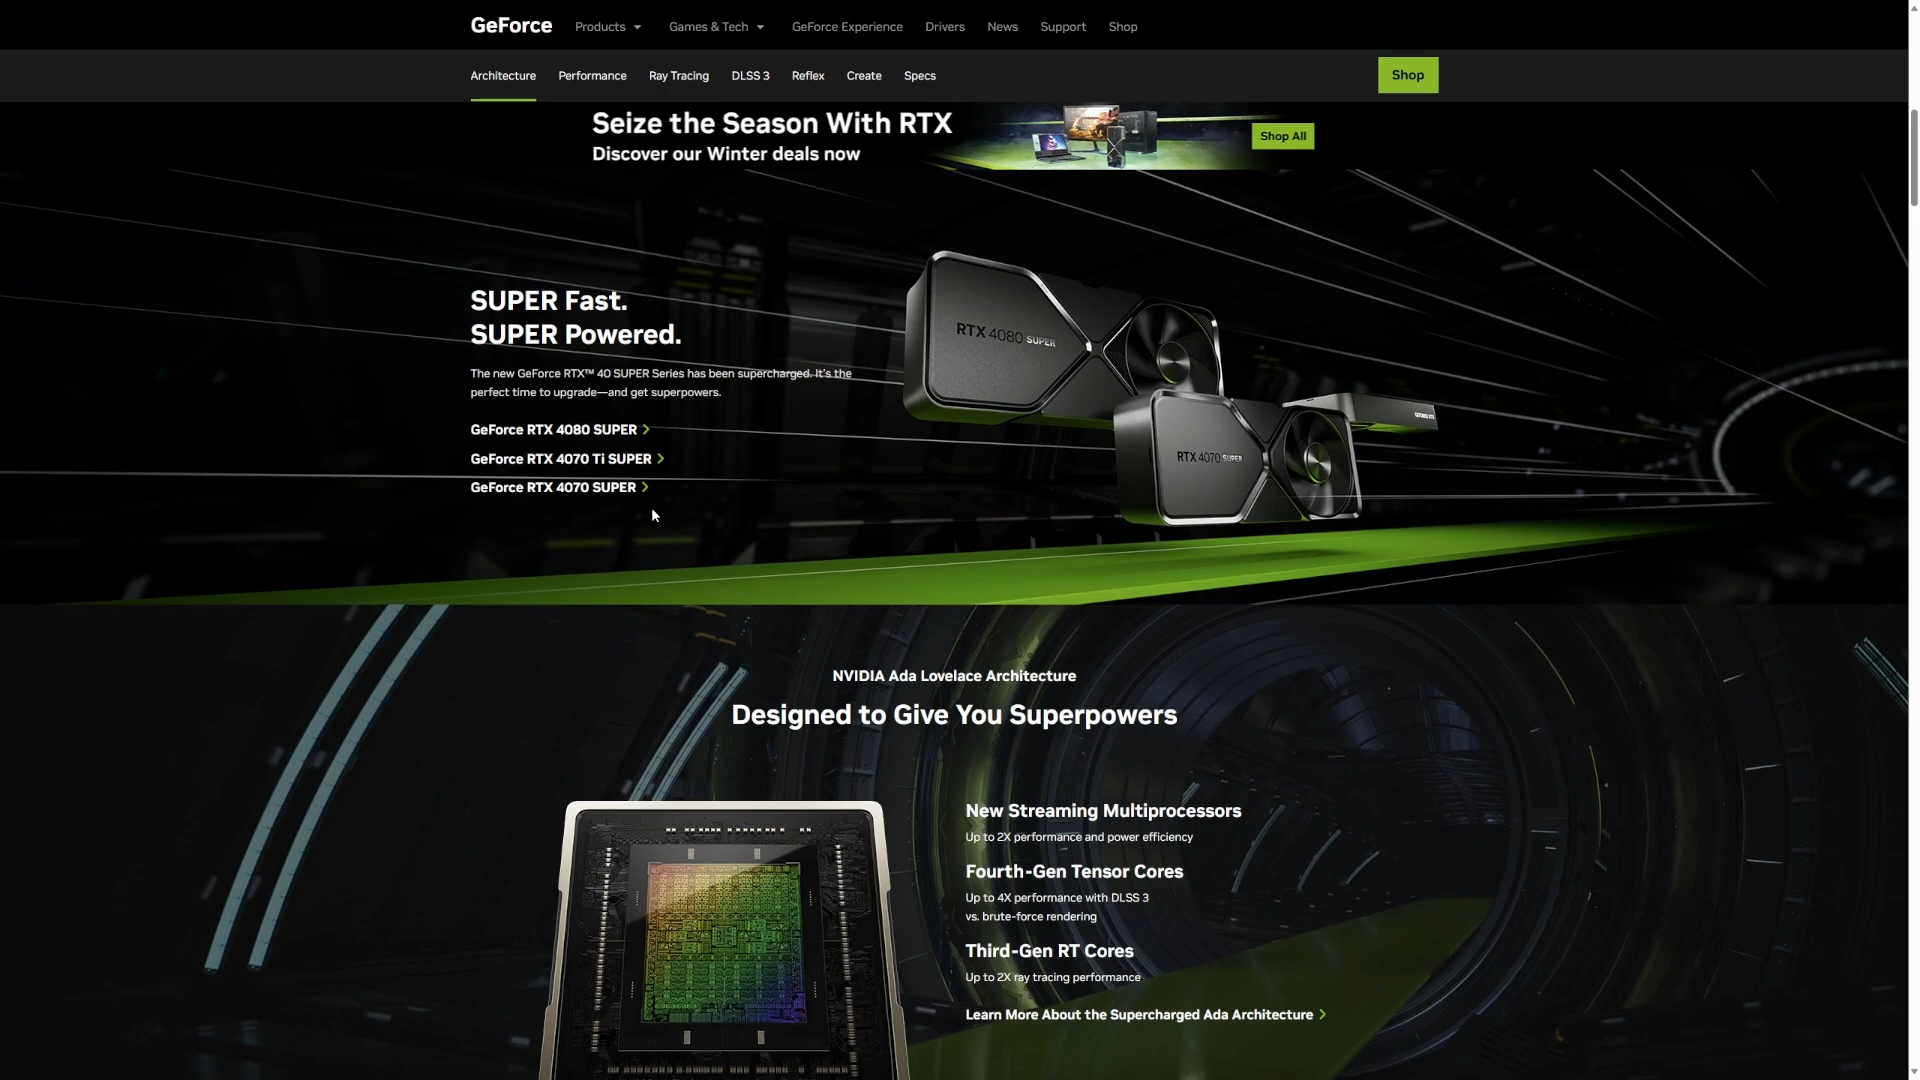 GeForce
Products
Games & Tech
GeForce Experience
Drivers
News
Support
Shop
Architecture
Performance
Ray Tracing
DLSS 3
Reflex
Create
Specs
Shop
Seize the Season With RTX
Discover our Winter deals now
Shop All
SUPER Fast.
SUPER Powered.
The new GeForce RTX™ 40 SUPER Series has been supercharged. It's the
perfect time to upgrade—and get superpowers.
GeForce RTX 4080 SUPER
GeForce RTX 4070 Ti SUPER
GeForce RTX 4070 SUPER
RTX 4080 SUPER
GEFORCE RTX
RTX 4070 SUPER
NVIDIA Ada Lovelace Architecture
Designed to Give You Superpowers
New Streaming Multiprocessors
Up to 2X performance and power efficiency
Fourth-Gen Tensor Cores
Up to 4X performance with DLSS 3
vs. brute-force rendering
Third-Gen RT Cores
Up to 2X ray tracing performance
Learn More About the Supercharged Ada Architecture